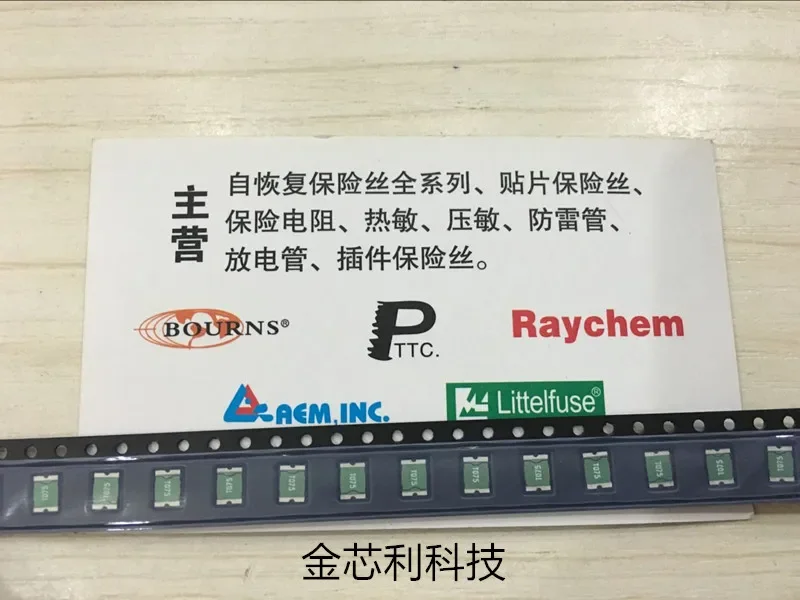 主营
自恢复保险丝全系列、贴片保险丝、
保险电阻、热敏、压敏、防雷管、
放电管、插件保险丝。
BOURNS®
PTTC.
Raychem
AEM, INC.
Littelfuse®
金芯利科技